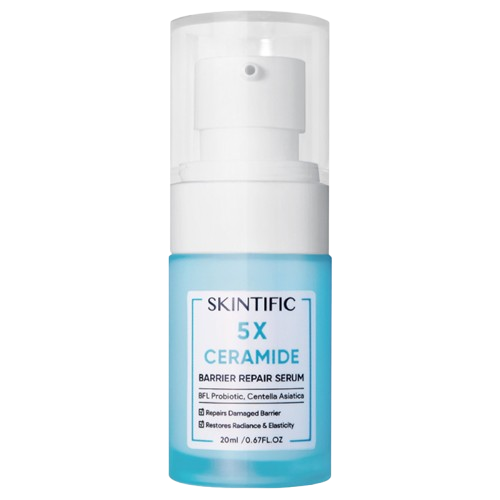 SKINTIFIC
5X
CERAMIDE
BARRIER REPAIR SERUM
BFL Probiotic, Centella Asiatica
Repairs Damaged Barrier
Restores Radiance & Elasticity
20ml /0.67FL.OZ